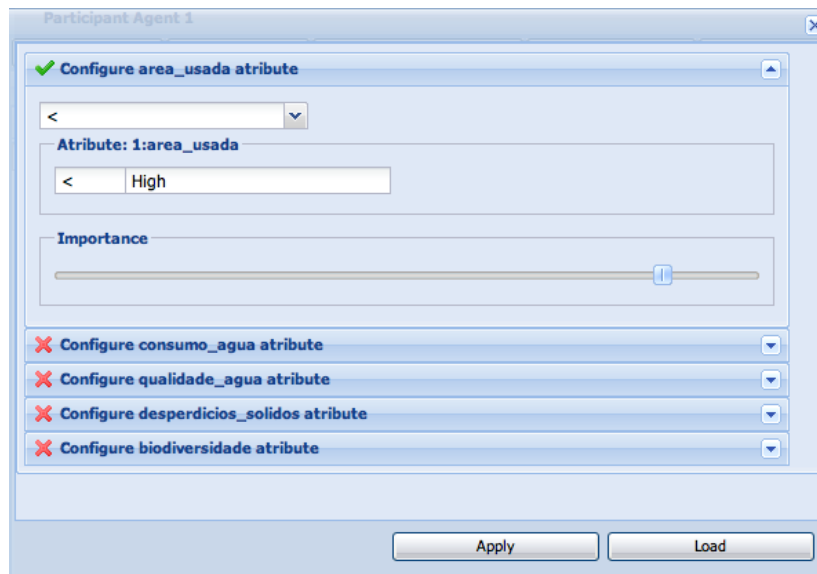 Participant Agent 1
Configure area_usada atribute
<
Atribute: 1:area_usada
< High
Importance
Configure consumo_agua atribute
Configure qualidade_agua atribute
Configure desperdicios_solidos atribute
Configure biodiversidade atribute
Apply Load